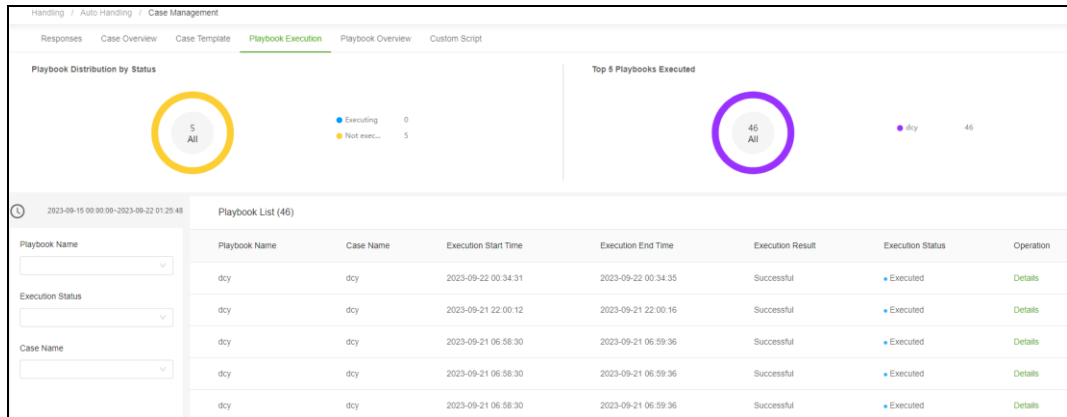 Handling / Auto Handling / Case Management
Responses Case Overview Case Template Playbook Execution Playbook Overview Custom Script
Playbook Distribution by Status
5
All
Executing 0
Not exec... 5
Top 5 Playbooks Executed
46
All
dcy 46
2023-09-15 00:00:00~2023-09-22 01:25:48
Playbook Name
Execution Status
Case Name
Playbook List (46)
Playbook Name Case Name Execution Start Time Execution End Time Execution Result Execution Status Operation
dcy dcy 2023-09-22 00:34:31 2023-09-22 00:34:35 Successful Executed Details
dcy dcy 2023-09-21 22:00:12 2023-09-21 22:00:16 Successful Executed Details
dcy dcy 2023-09-21 06:58:30 2023-09-21 06:59:36 Successful Executed Details
dcy dcy 2023-09-21 06:58:30 2023-09-21 06:59:36 Successful Executed Details
dcy dcy 2023-09-21 06:58:30 2023-09-21 06:59:36 Successful Executed Details